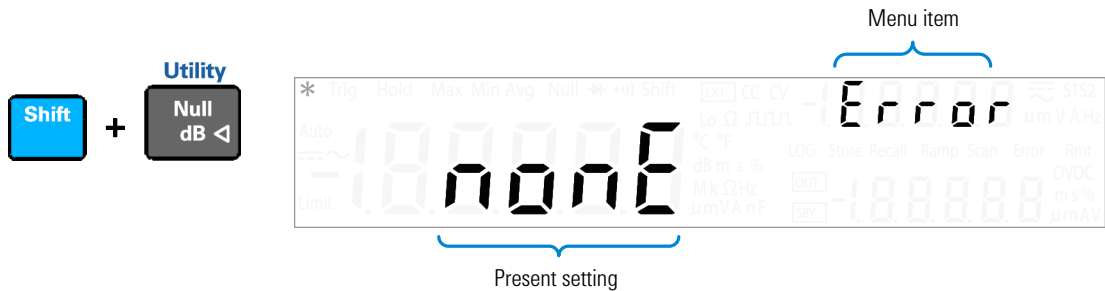 Menu item
Utility
Shift
+
Null
dB
* Trig Hold Max Min Avg Null Shift EXT CC CV
S1S2
Lo Ω
Error
μm V A Hz
Auto
°C °F
LOG Store Recall Ramp Scan Error Rmt
nonE
dB m s %
OVOC
M k Ω Hz
OUT
m s %
Limit
μ m V A n F
SBY
μ m A V
Present setting